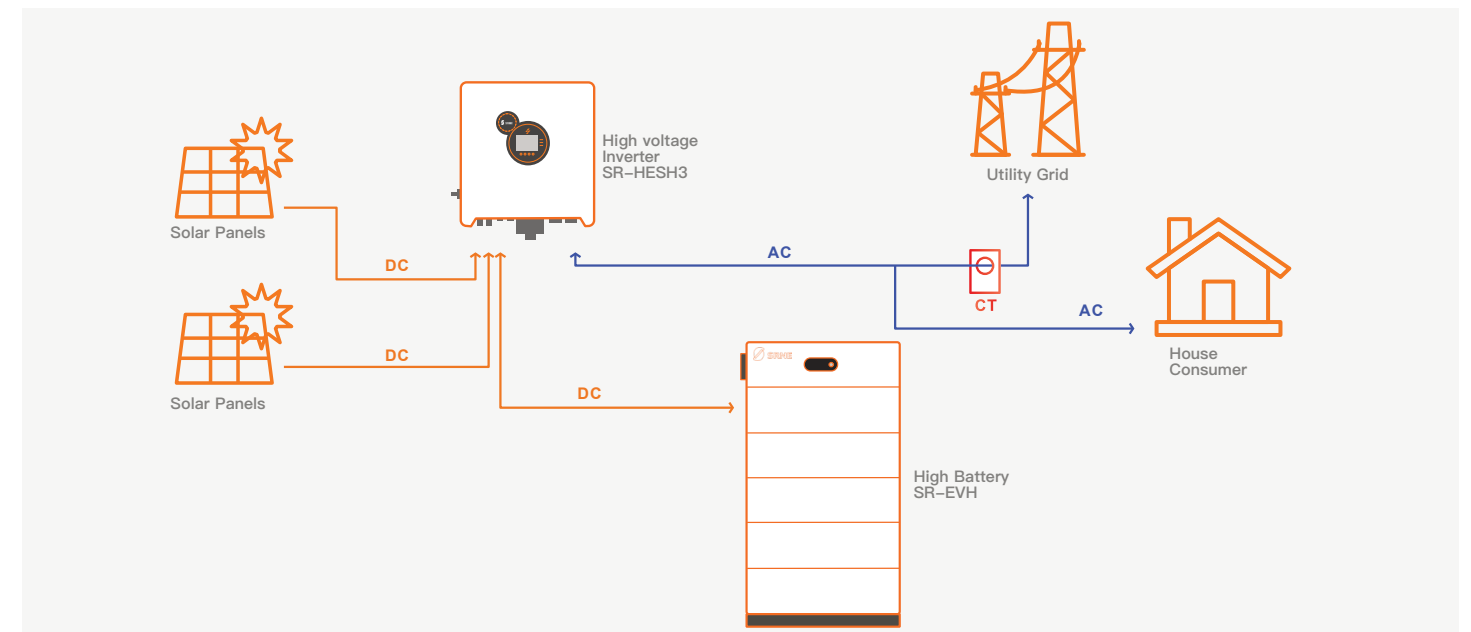 High voltage
Inverter
SR-HESH3
Utility Grid
Solar Panels
DC
AC
CT
AC
House
Consumer
Solar Panels
DC
DC
SRNE
High Battery
SR-EVH